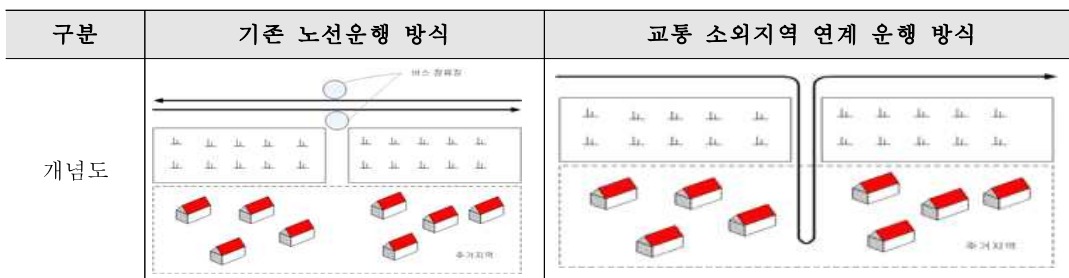 구분 기존 노선운행 방식 교통 소외지역 연계 운행 방식
버스 정류장
개념도
주거지역 주거지역